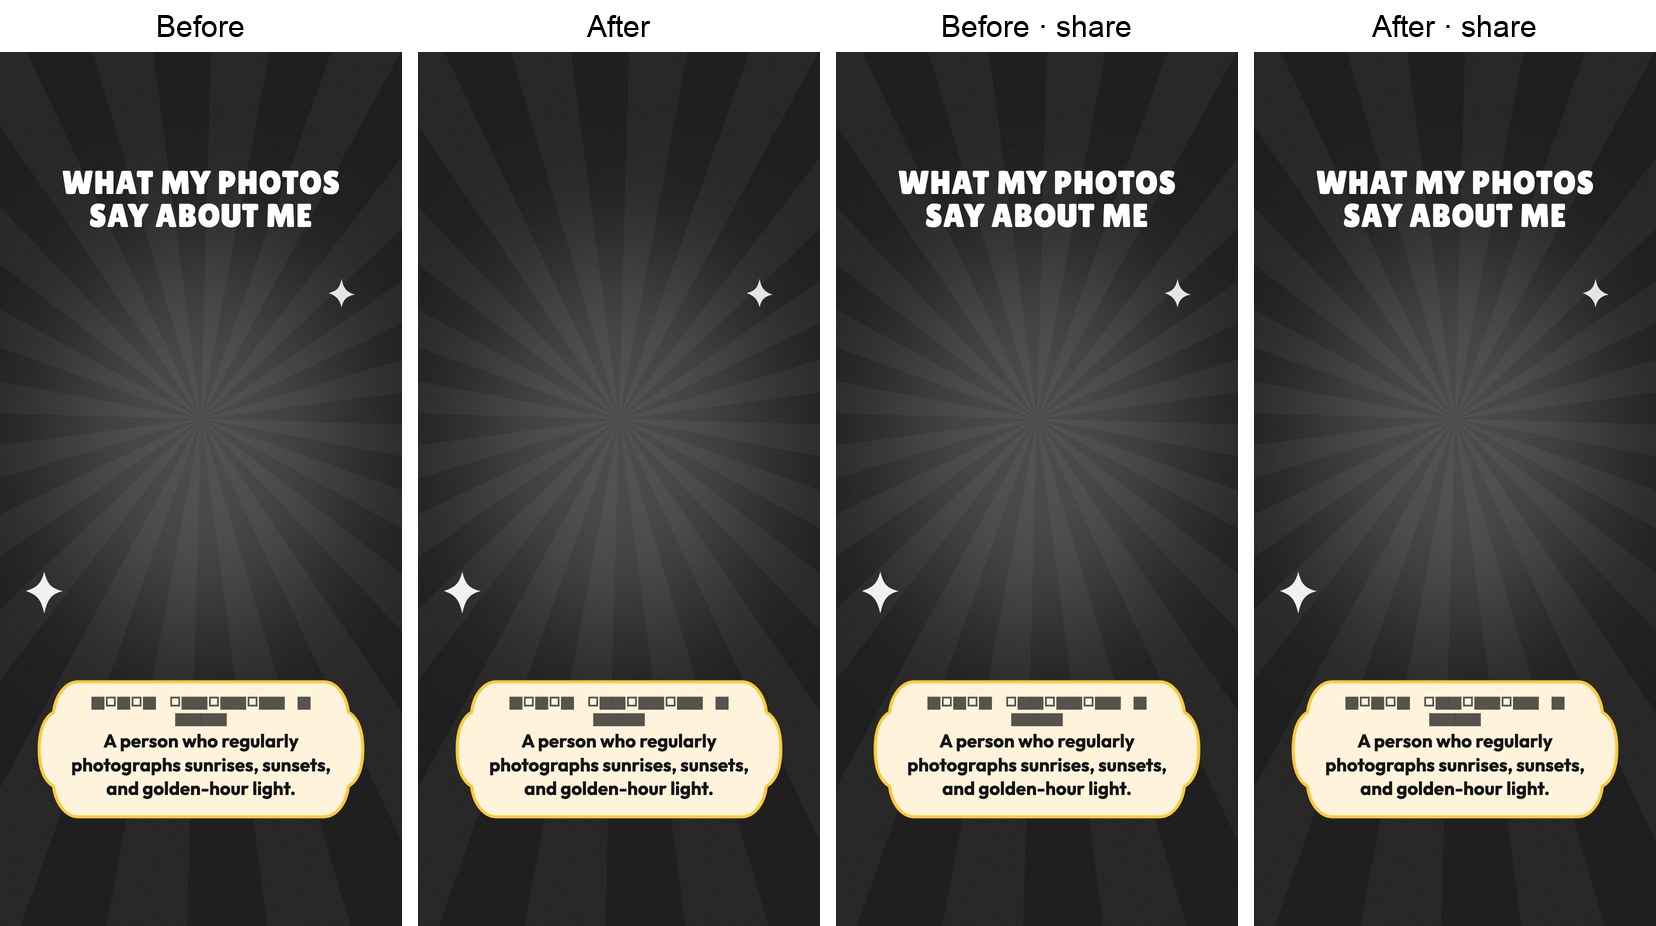 Before
After
Before · share
After · share
WHAT MY PHOTOS
SAY ABOUT ME
WHAT MY PHOTOS
SAY ABOUT ME
WHAT MY PHOTOS
SAY ABOUT ME
A person who regularly
photographs sunrises, sunsets,
and golden-hour light.
A person who regularly
photographs sunrises, sunsets,
and golden-hour light.
A person who regularly
photographs sunrises, sunsets,
and golden-hour light.
A person who regularly
photographs sunrises, sunsets,
and golden-hour light.